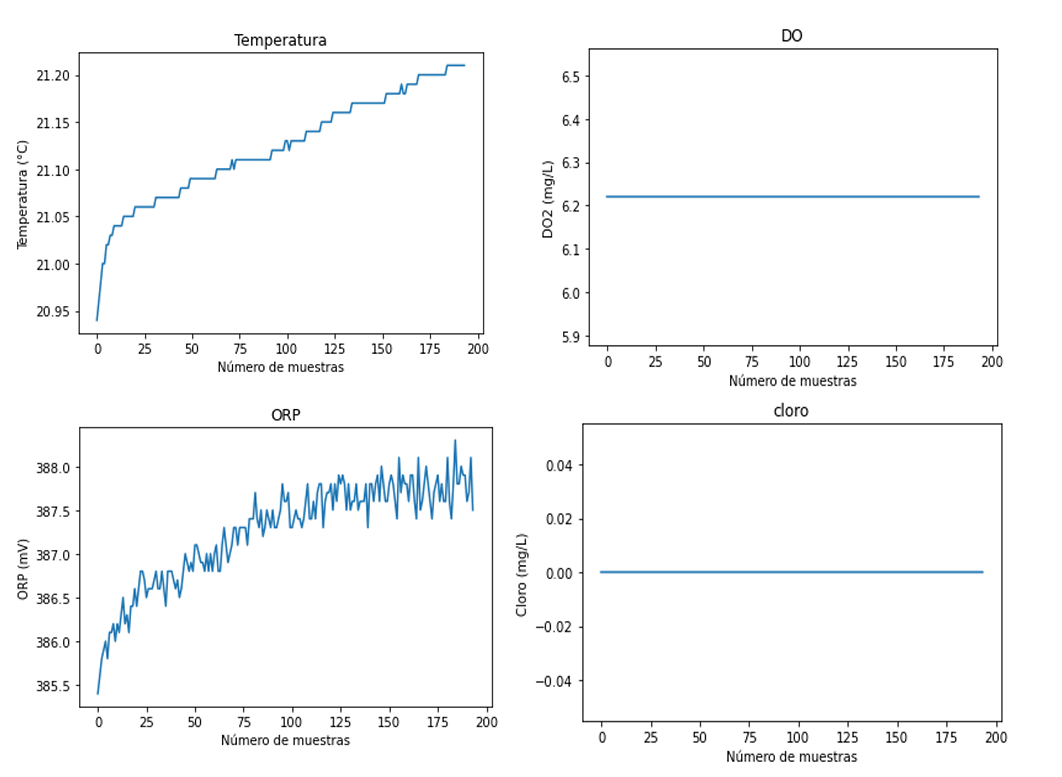 Temperatura
Temperatura (°C)
21.20
21.15
21.10
21.05
21.00
20.95
0 25 50 75 100 125 150 175 200
Número de muestras
DO
DO2 (mg/L)
6.5
6.4
6.3
6.2
6.1
6.0
5.9
0 25 50 75 100 125 150 175 200
Número de muestras
ORP
ORP (mV)
388.0
387.5
387.0
386.5
386.0
385.5
0 25 50 75 100 125 150 175 200
Número de muestras
cloro
Cloro (mg/L)
0.04
0.02
0.00
−0.02
−0.04
0 25 50 75 100 125 150 175 200
Número de muestras